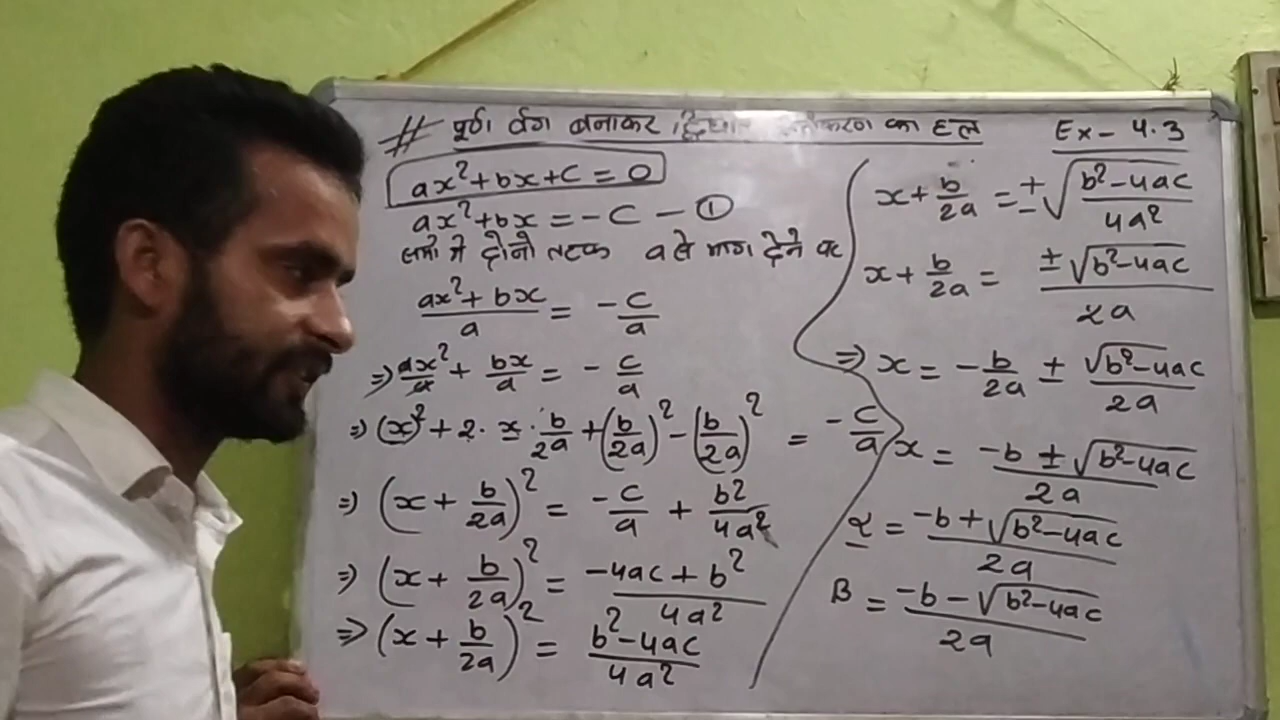 # पूर्ण वर्ग बनाकर का हल
Ex - 4.3
ax² + bx + c = 0
ax² + bx = -c - ①
समी में दोनो तरफ a से भाग देने पर
(ax² + bx)/a = -c/a
⇒ ax²/a + bx/a = -c/a
⇒ (x)² + 2·x·b/2a + (b/2a)² - (b/2a)² = -c/a
⇒ (x + b/2a)² = -c/a + b²/4a²
⇒ (x + b/2a)² = (-4ac + b²)/4a²
⇒ (x + b/2a)² = (b² - 4ac)/4a²
x + b/2a = ±√((b² - 4ac)/4a²)
x + b/2a = ±√(b² - 4ac)/2a
⇒ x = -b/2a ± √(b² - 4ac)/2a
x = (-b ± √(b² - 4ac))/2a
α = (-b + √(b² - 4ac))/2a
β = (-b - √(b² - 4ac))/2a